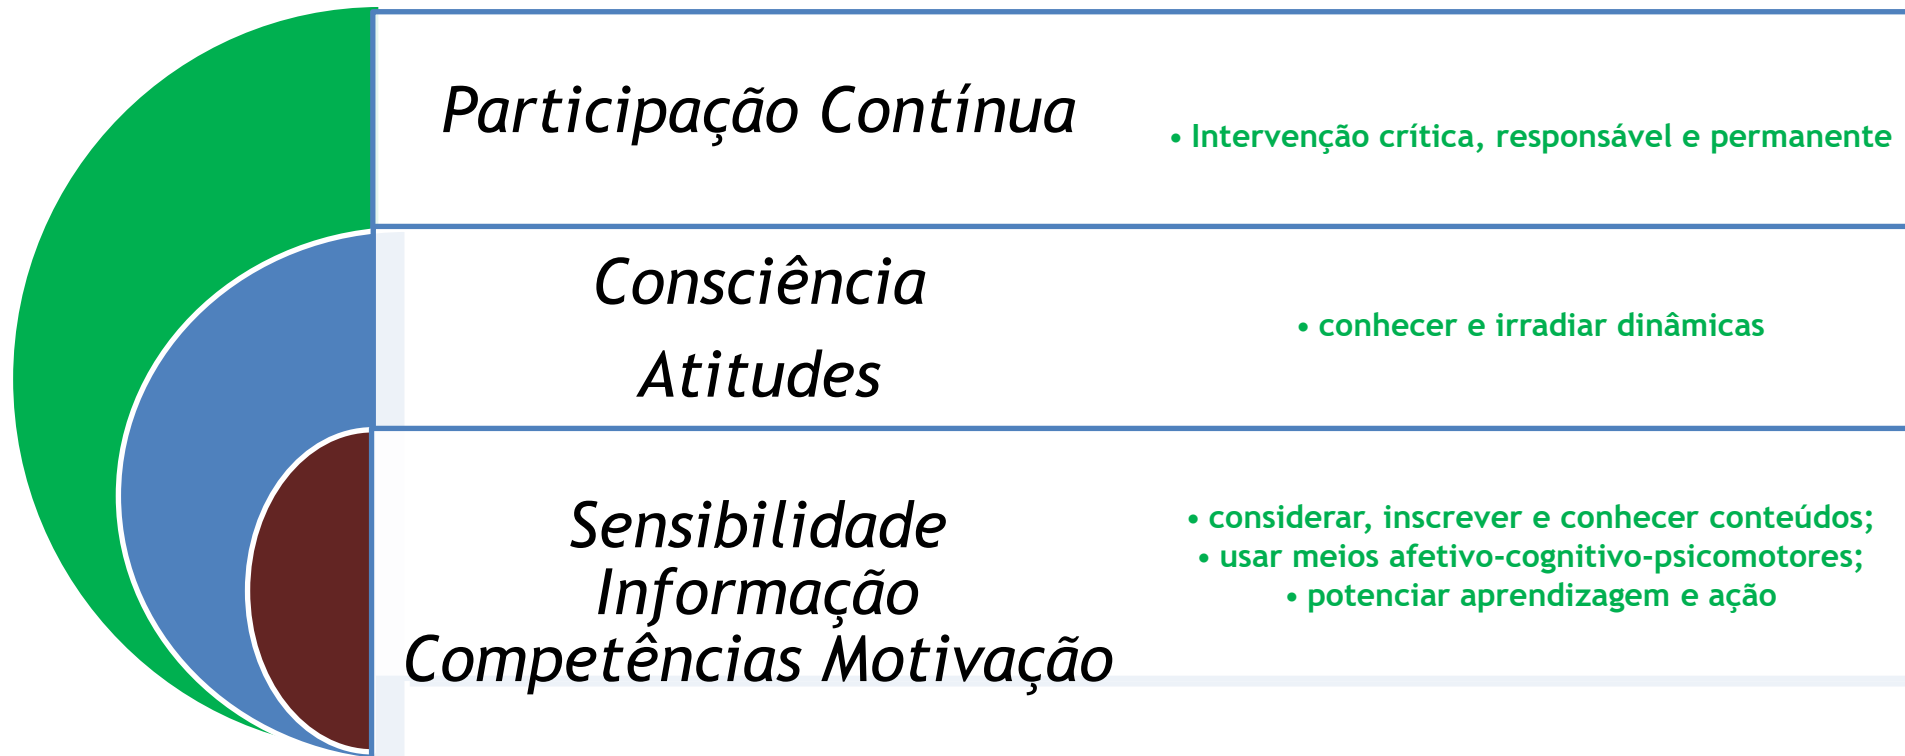 Participação Contínua
• Intervenção crítica, responsável e permanente
Consciência
Atitudes
• conhecer e irradiar dinâmicas
Sensibilidade
Informação
Competências Motivação
• considerar, inscrever e conhecer conteúdos;
• usar meios afetivo-cognitivo-psicomotores;
• potenciar aprendizagem e ação